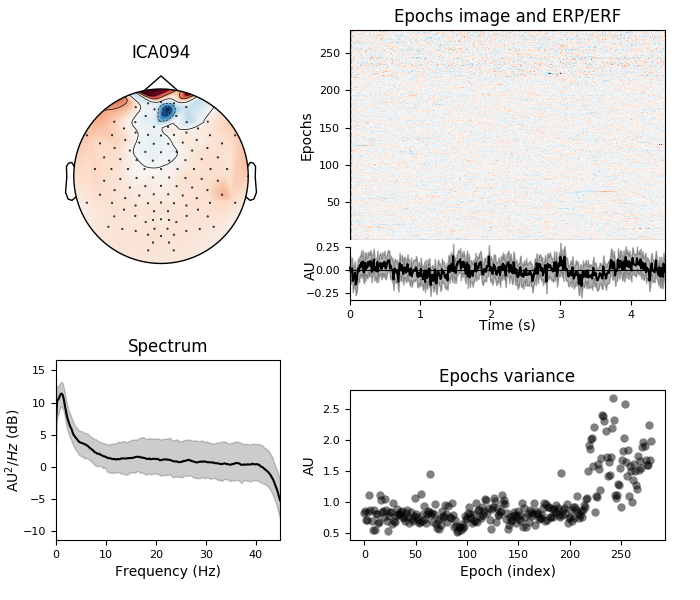 ICA094
Epochs image and ERP/ERF
Epochs
250
200
150
100
50
AU
0.25
0.00
−0.25
0 1 2 3 4
Time (s)
Spectrum
AU²/Hz (dB)
15
10
5
0
−5
−10
0 10 20 30 40
Frequency (Hz)
Epochs variance
AU
2.5
2.0
1.5
1.0
0.5
0 50 100 150 200 250
Epoch (index)